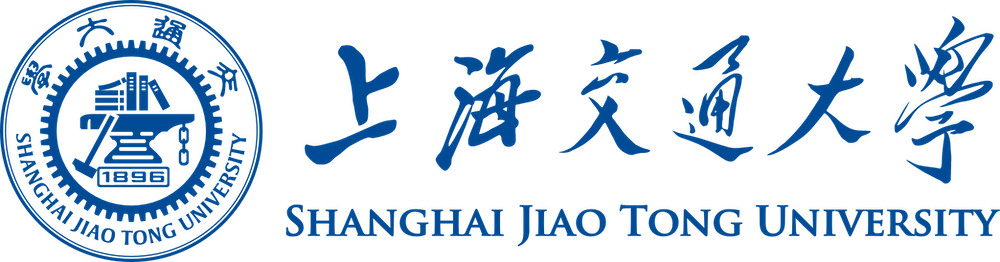 學大通交
1896
SHANGHAI JIAO TONG UNIVERSITY
上海交通大學
SHANGHAI JIAO TONG UNIVERSITY